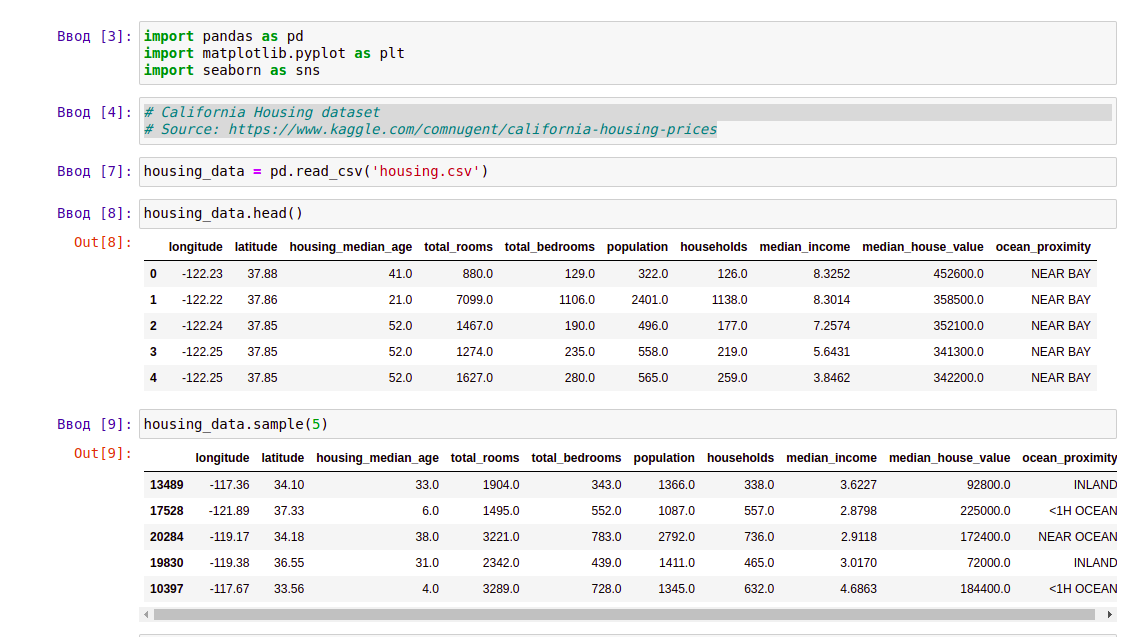 Ввод [3]: import pandas as pd
import matplotlib.pyplot as plt
import seaborn as sns
Ввод [4]: # California Housing dataset
# Source: https://www.kaggle.com/comnugent/california-housing-prices
Ввод [7]: housing_data = pd.read_csv('housing.csv')
Ввод [8]: housing_data.head()
Out[8]:
longitude latitude housing_median_age total_rooms total_bedrooms population households median_income median_house_value ocean_proximity
0 -122.23 37.88 41.0 880.0 129.0 322.0 126.0 8.3252 452600.0 NEAR BAY
1 -122.22 37.86 21.0 7099.0 1106.0 2401.0 1138.0 8.3014 358500.0 NEAR BAY
2 -122.24 37.85 52.0 1467.0 190.0 496.0 177.0 7.2574 352100.0 NEAR BAY
3 -122.25 37.85 52.0 1274.0 235.0 558.0 219.0 5.6431 341300.0 NEAR BAY
4 -122.25 37.85 52.0 1627.0 280.0 565.0 259.0 3.8462 342200.0 NEAR BAY
Ввод [9]: housing_data.sample(5)
Out[9]:
longitude latitude housing_median_age total_rooms total_bedrooms population households median_income median_house_value ocean_proximity
13489 -117.36 34.10 33.0 1904.0 343.0 1366.0 338.0 3.6227 92800.0 INLAND
17528 -121.89 37.33 6.0 1495.0 552.0 1087.0 557.0 2.8798 225000.0 <1H OCEAN
20284 -119.17 34.18 38.0 3221.0 783.0 2792.0 736.0 2.9118 172400.0 NEAR OCEAN
19830 -119.38 36.55 31.0 2342.0 439.0 1411.0 465.0 3.0170 72000.0 INLAND
10397 -117.67 33.56 4.0 3289.0 728.0 1345.0 632.0 4.6863 184400.0 <1H OCEAN